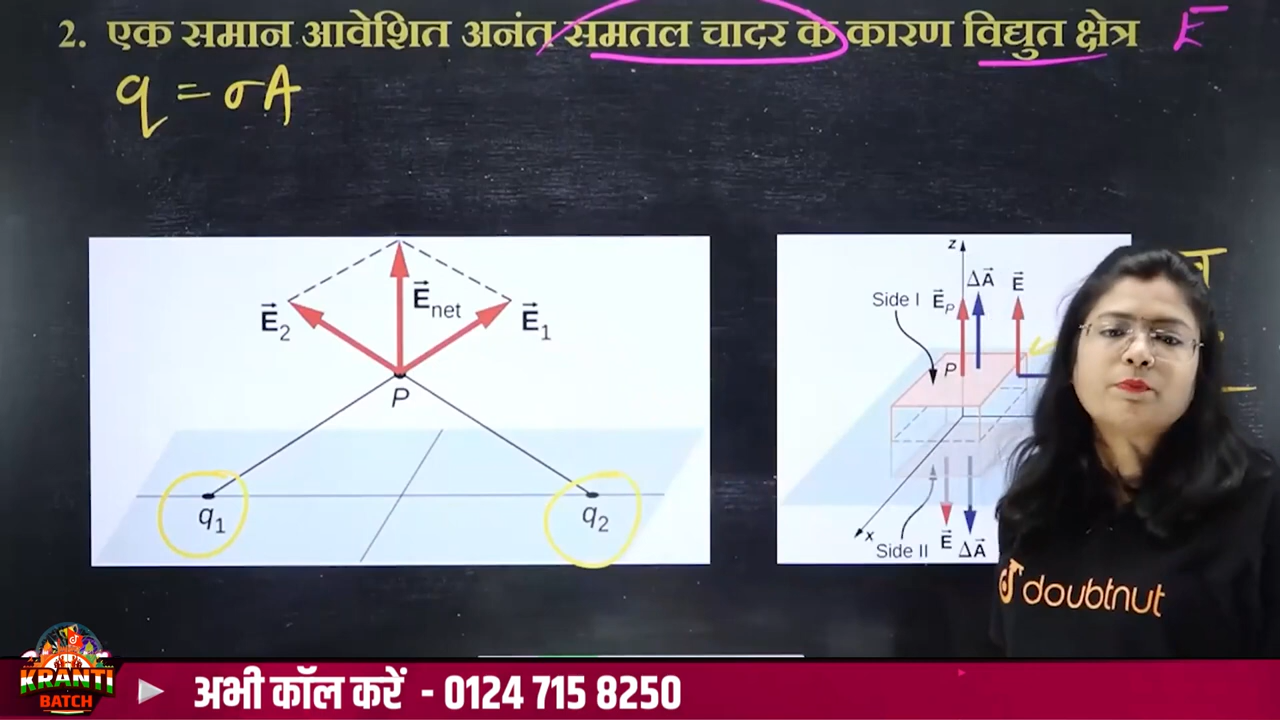 2. एक समान आवेशित अनंत समतल चादर के कारण विद्युत क्षेत्र E
q = σA
E⃗2
E⃗net
E⃗1
P
q1
q2
z
ΔA⃗
E⃗
Side I
E⃗P
P
x
Side II
E⃗
ΔA⃗
doubtnut
KRANTI
BATCH
अभी कॉल करें - 0124 715 8250